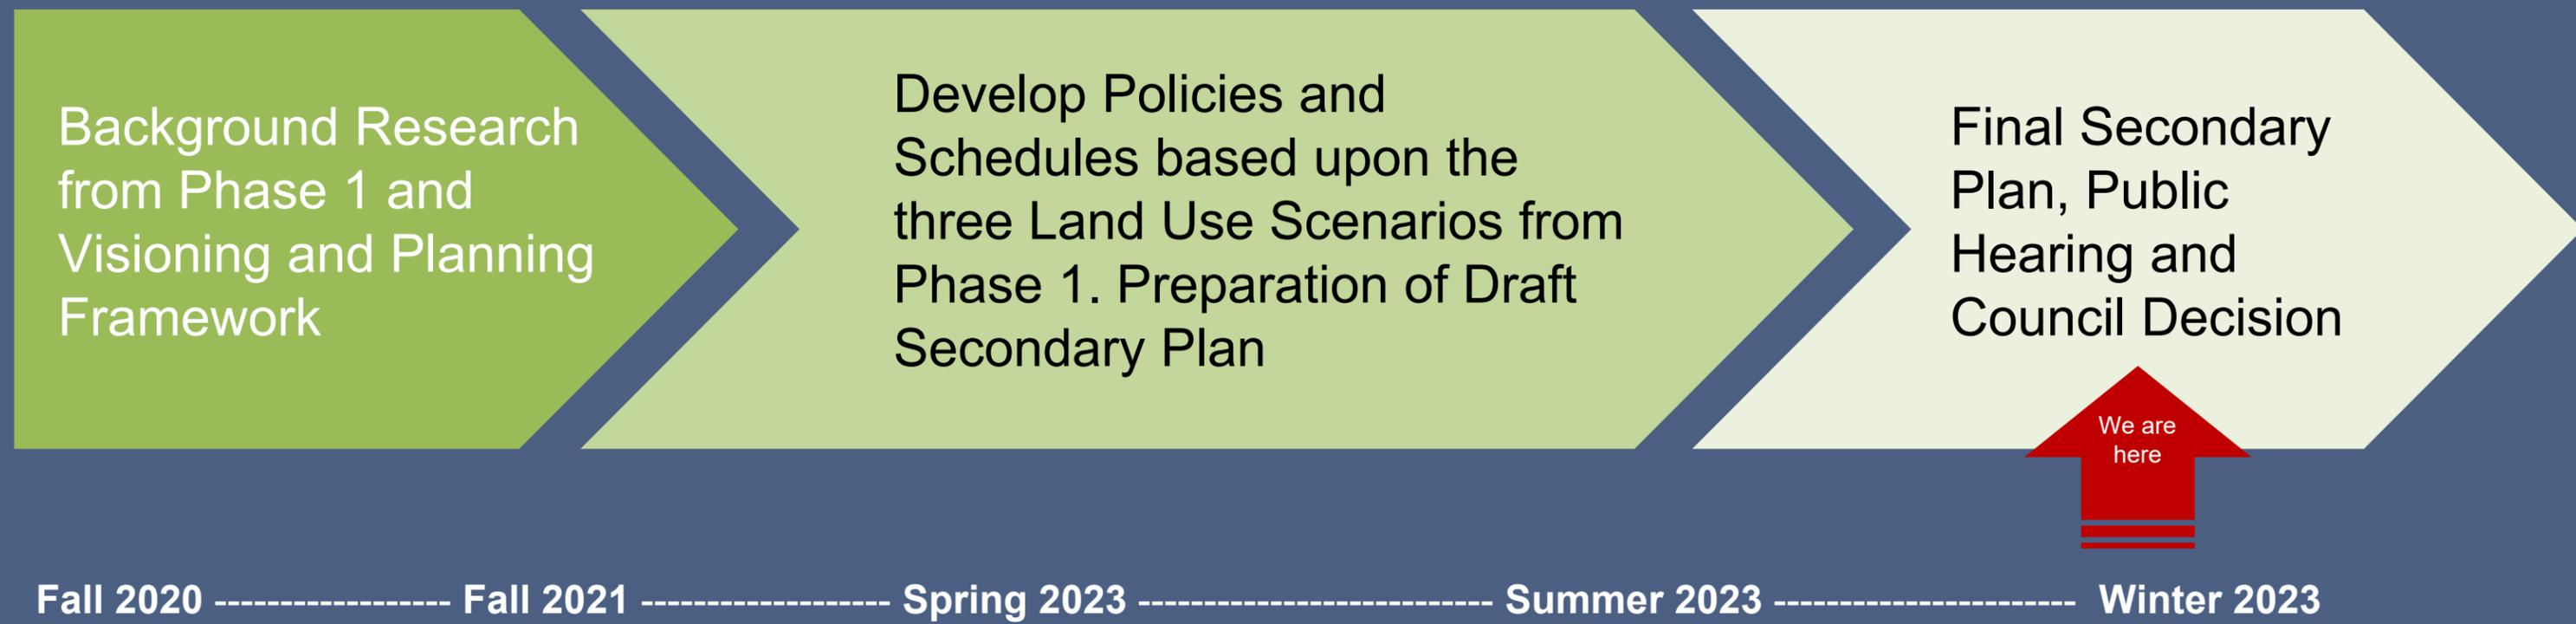 Background Research
from Phase 1 and
Visioning and Planning
Framework
Develop Policies and
Schedules based upon the
three Land Use Scenarios from
Phase 1. Preparation of Draft
Secondary Plan
Final Secondary
Plan, Public
Hearing and
Council Decision
We are
here
Fall 2020 ------------------ Fall 2021 ------------------- Spring 2023 --------------------------- Summer 2023 ----------------------- Winter 2023